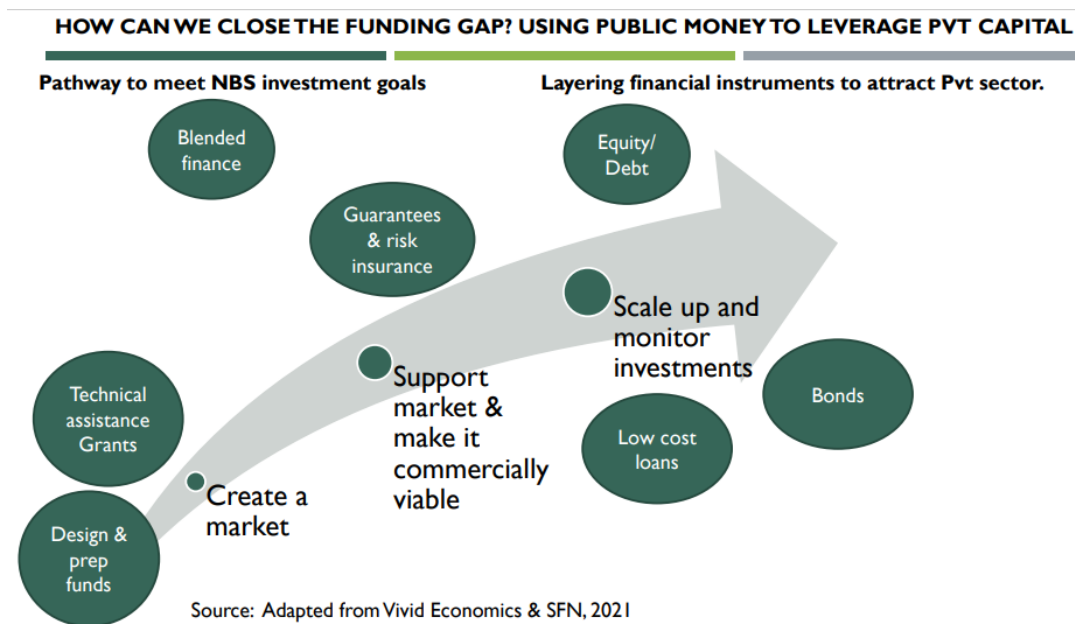 HOW CAN WE CLOSE THE FUNDING GAP? USING PUBLIC MONEY TO LEVERAGE PVT CAPITAL
Pathway to meet NBS investment goals
Layering financial instruments to attract Pvt sector.
Blended
finance
Equity/
Debt
Guarantees
& risk
insurance
Scale up and
monitor
investments
Support
market &
make it
commercially
viable
Technical
assistance
Grants
Bonds
Low cost
loans
Create a
market
Design &
prep
funds
Source: Adapted from Vivid Economics & SFN, 2021